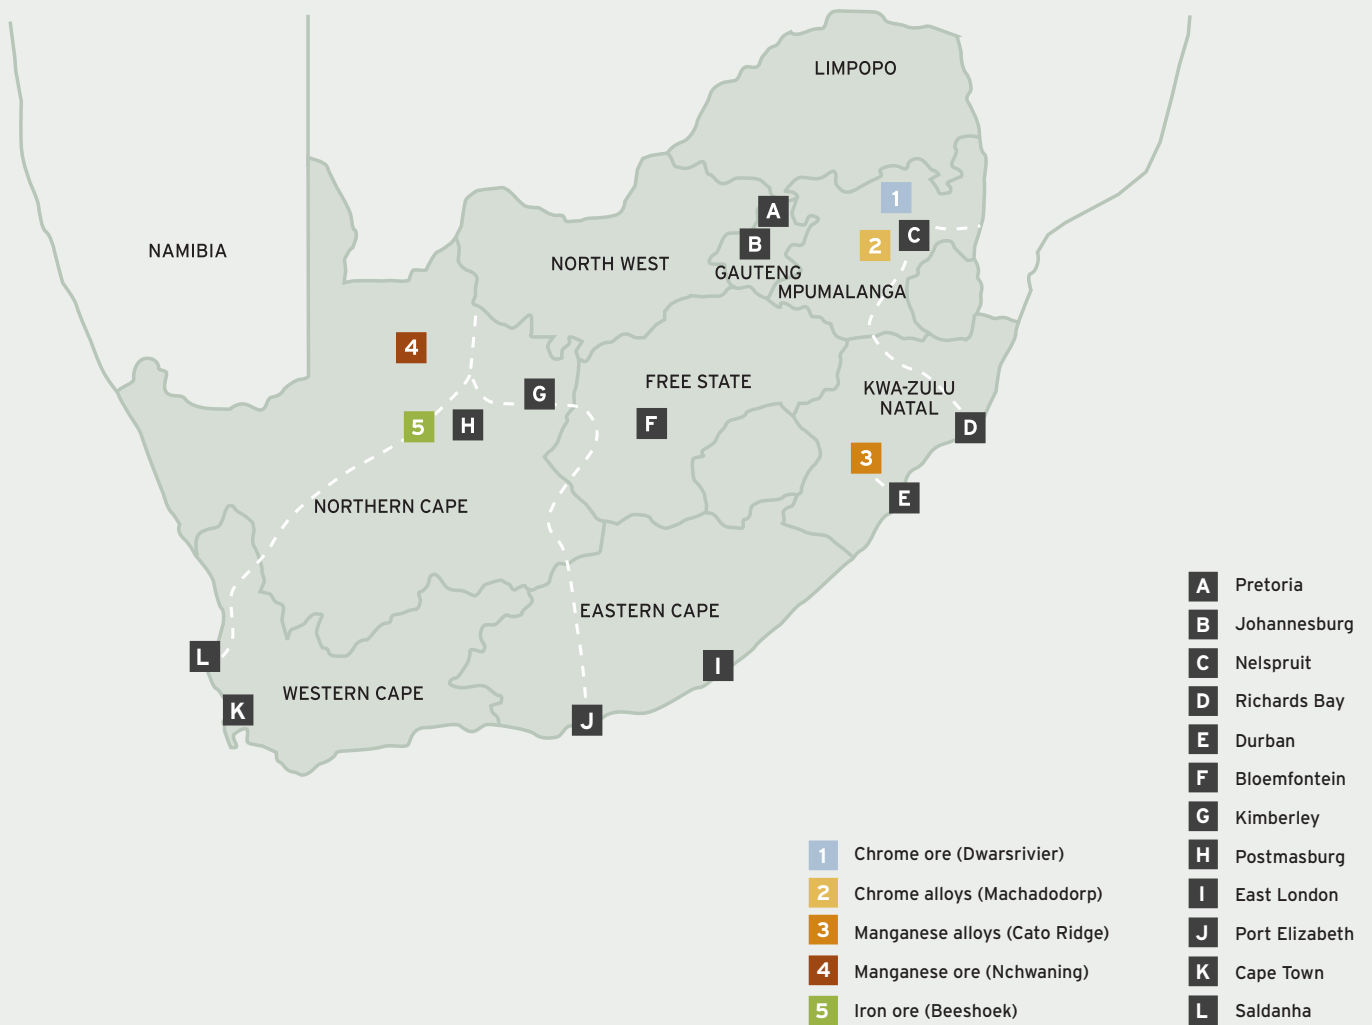 LIMPOPO
1
A
NAMIBIA
NORTH WEST
B
2
C
GAUTENG
MPUMALANGA
4
FREE STATE
G
KWA-ZULU
NATAL
5
H
F
D
3
NORTHERN CAPE
E
EASTERN CAPE
L
I
WESTERN CAPE
K
J
1 Chrome ore (Dwarsrivier)
2 Chrome alloys (Machadodorp)
3 Manganese alloys (Cato Ridge)
4 Manganese ore (Nchwaning)
5 Iron ore (Beeshoek)
A Pretoria
B Johannesburg
C Nelspruit
D Richards Bay
E Durban
F Bloemfontein
G Kimberley
H Postmasburg
I East London
J Port Elizabeth
K Cape Town
L Saldanha